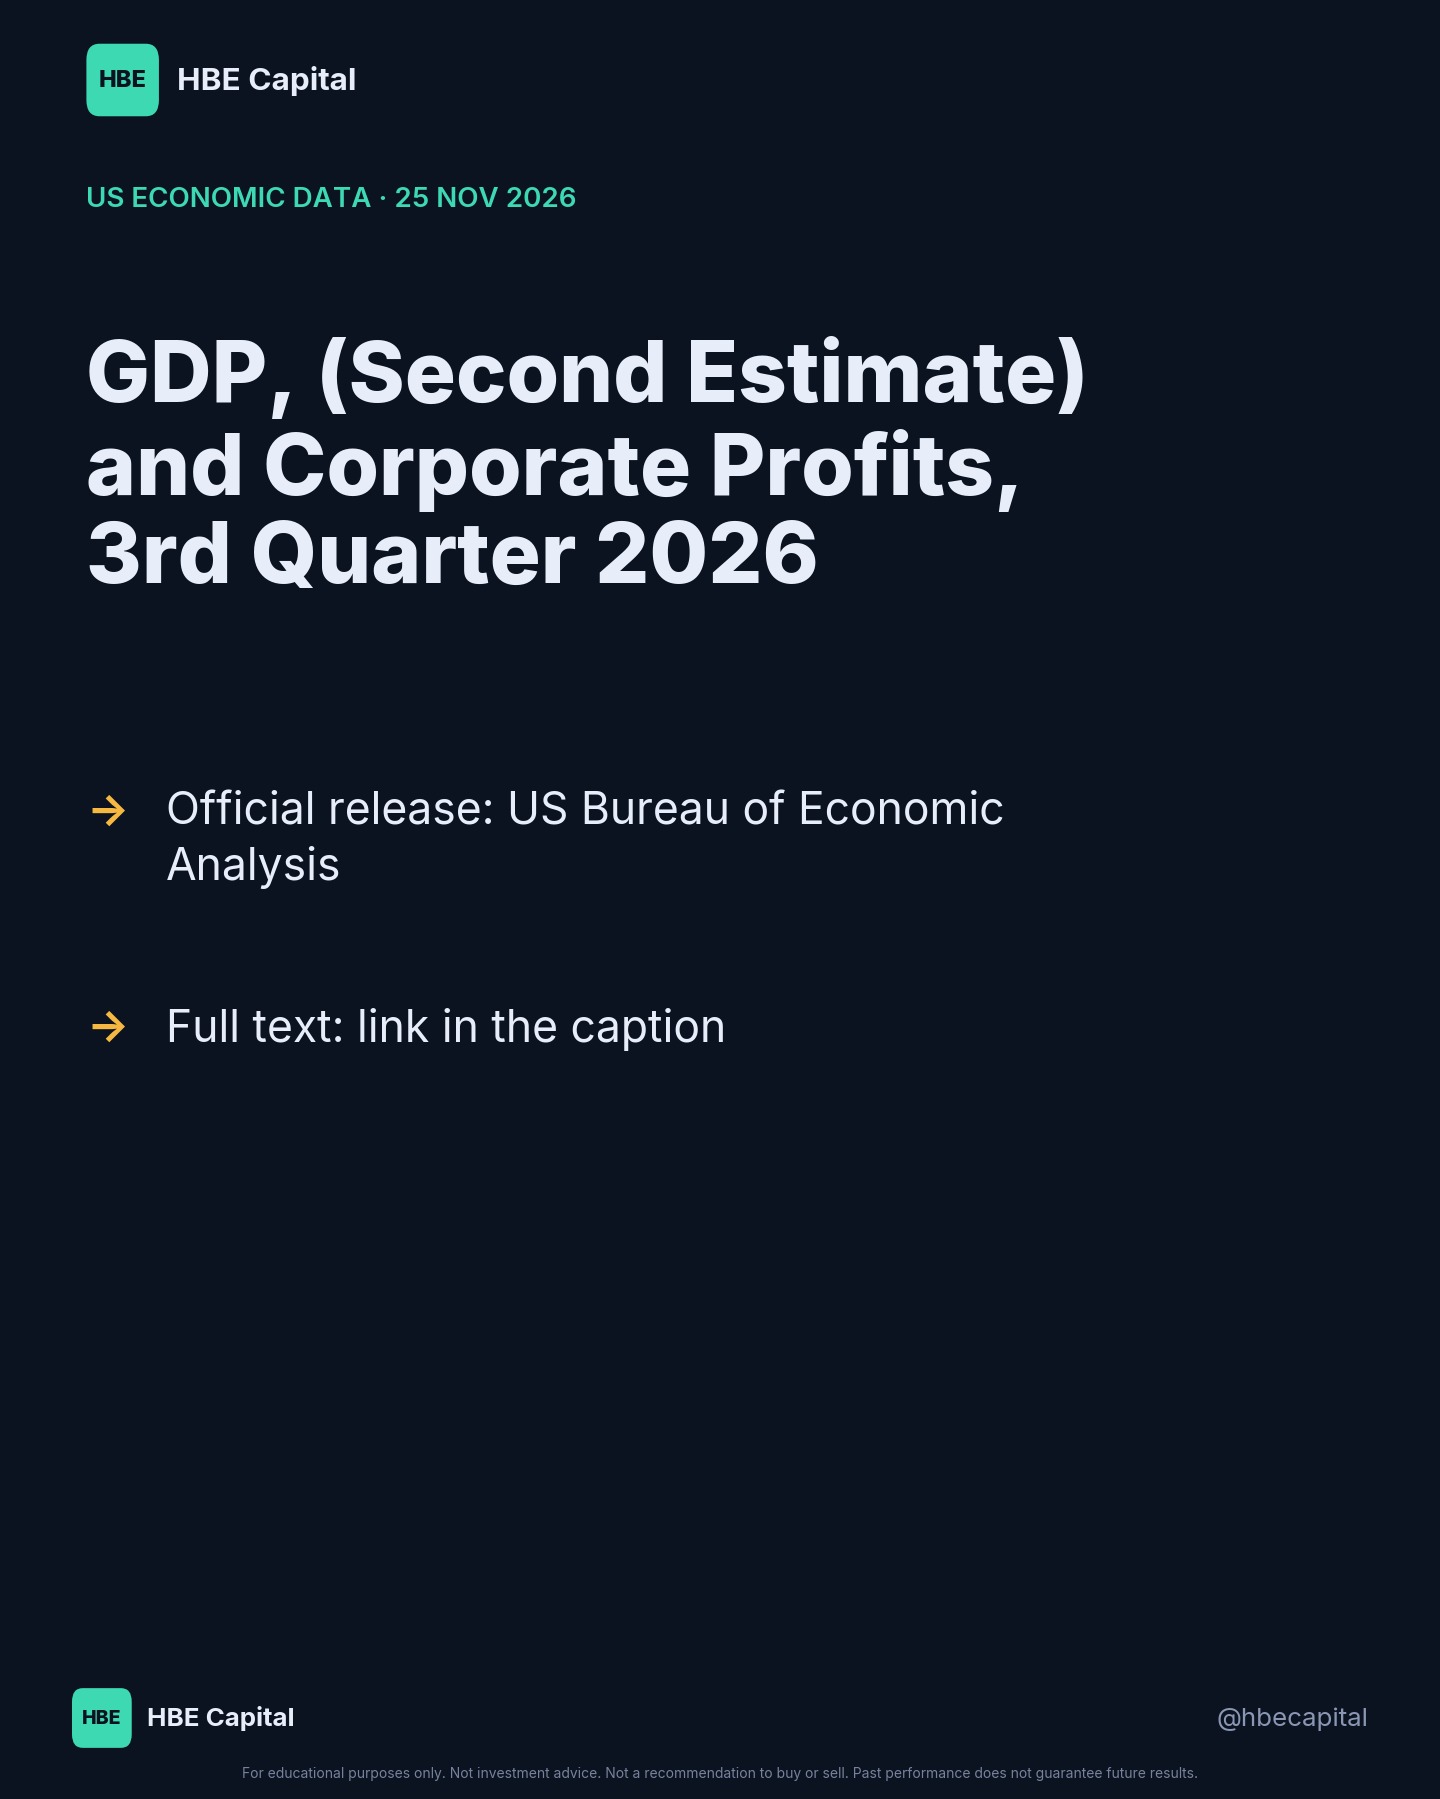 HBE
HBE Capital
US ECONOMIC DATA · 25 NOV 2026
GDP, (Second Estimate)
and Corporate Profits,
3rd Quarter 2026
→ Official release: US Bureau of Economic
Analysis
→ Full text: link in the caption
HBE
HBE Capital
@hbecapital
For educational purposes only. Not investment advice. Not a recommendation to buy or sell. Past performance does not guarantee future results.